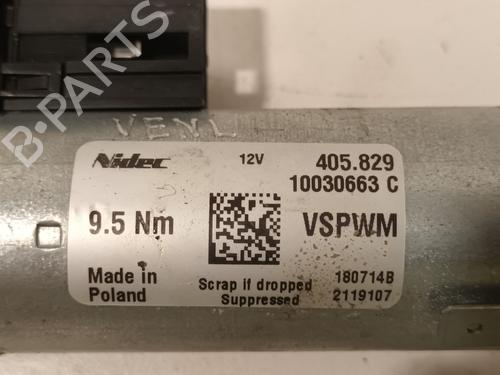 B-PARTS
VENL
Nidec 12V 405.829
10030663 C
9.5 Nm VSPWM
Made in Poland
Scrap if dropped 180714B
Suppressed 2119107